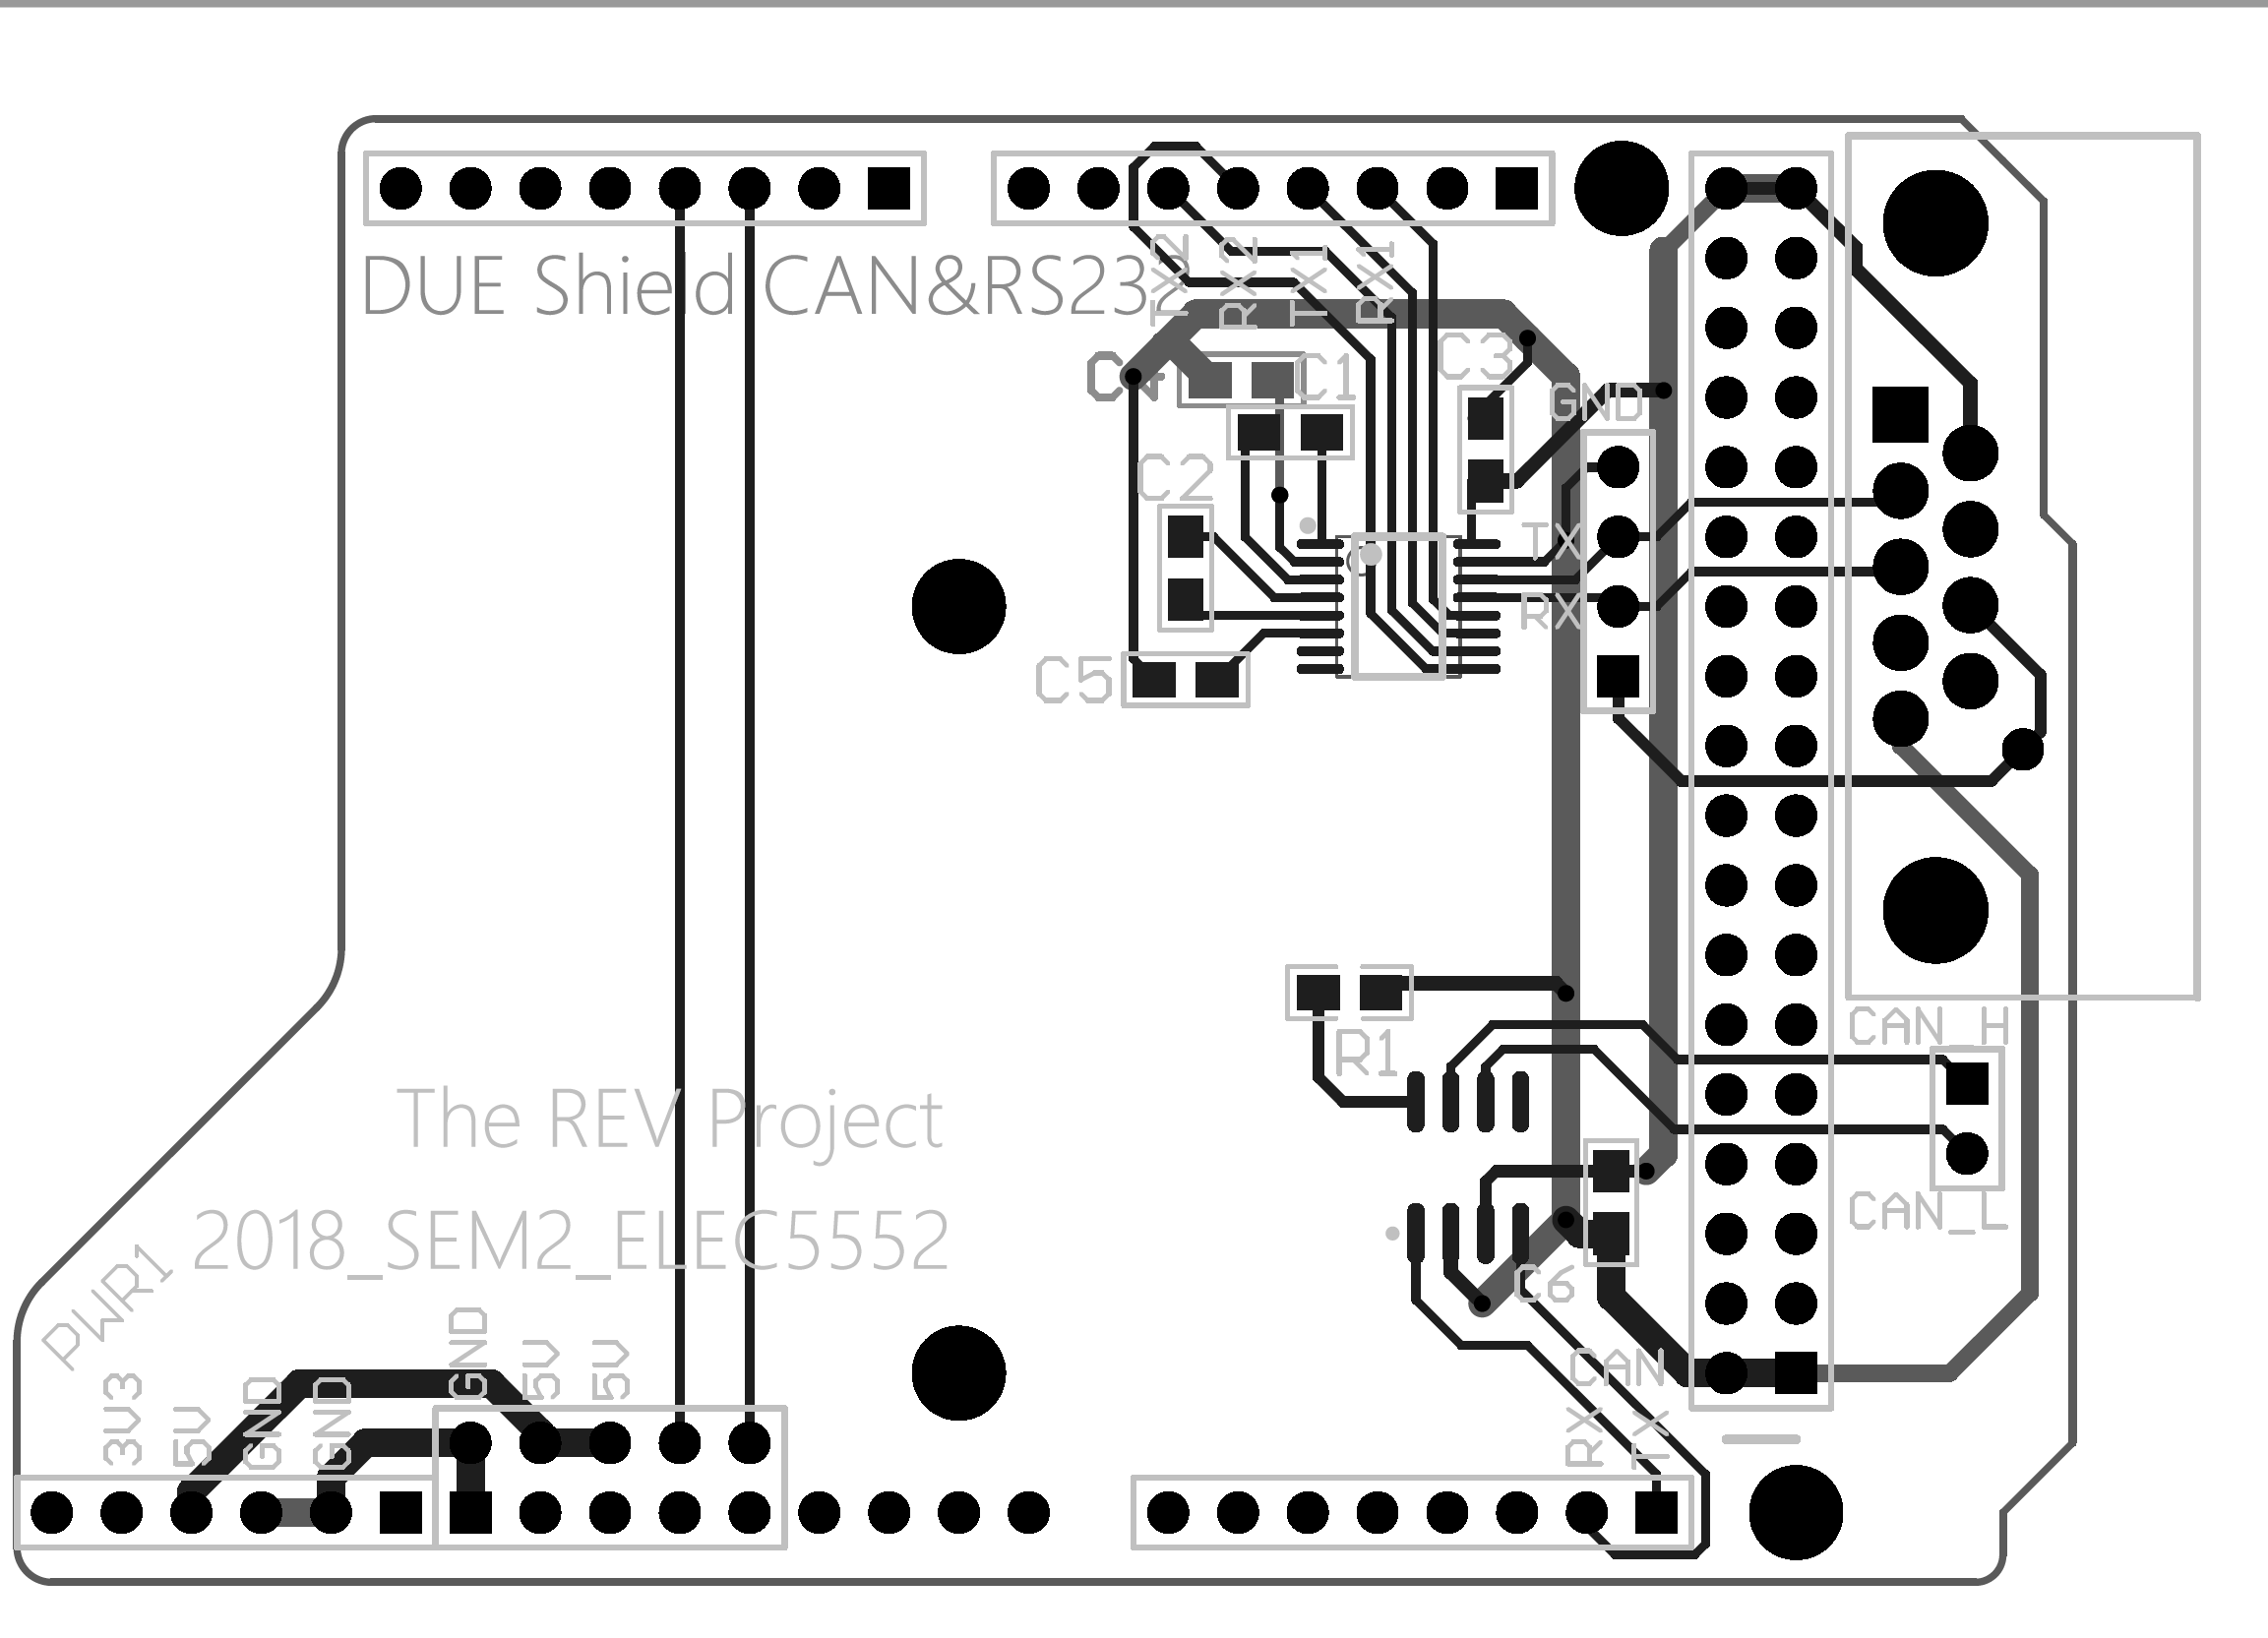 DUE Shield CAN&RS232
TX2
RX2
TX1
RX1
C4
C1
C3
GND
C2
TX
RX
C5
R1
CAN_H
The REV Project
CAN_L
2018_SEM2_ELEC5552
PWR1
C6
3V3
5V
GND
GND
GND
5V
5V
CAN
RX
TX